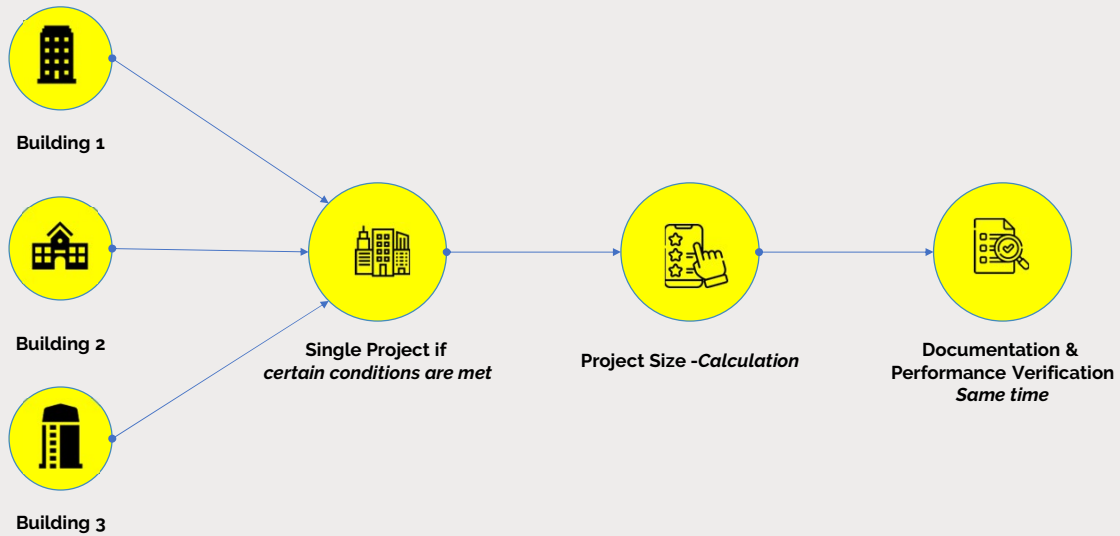 Building 1
Building 2
Building 3
Single Project if
certain conditions are met
Project Size -Calculation
Documentation &
Performance Verification
Same time